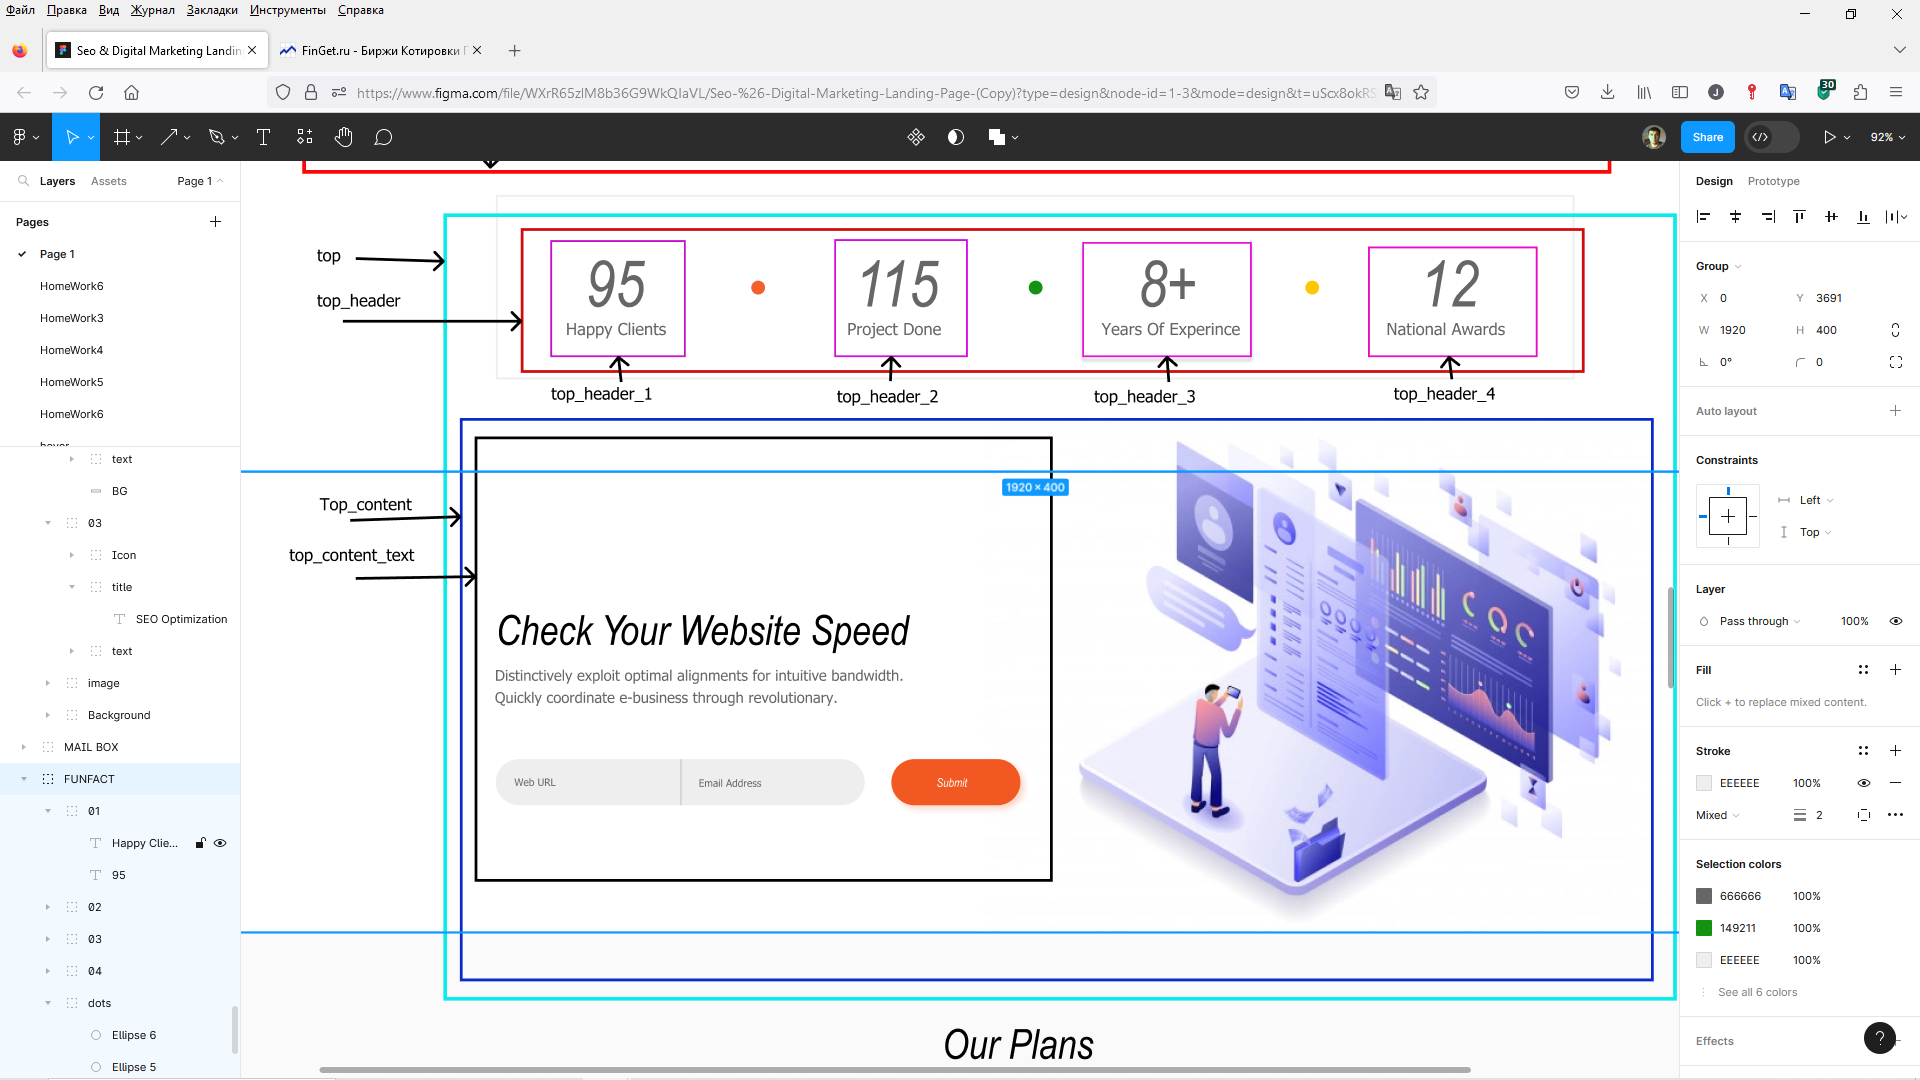 Файл Правка Вид Журнал Закладки Инструменты Справка
Seo & Digital Marketing Landin
FinGet.ru - Биржи Котировки
https://www.figma.com/file/WXrR65zlM8b36G9WkQIaVL/Seo-%26-Digital-Marketing-Landing-Page-(Copy)?type=design&node-id=1-3&mode=design&t=uScx8okRS
30
Share
92%
Layers Assets Page 1
Pages
Page 1
HomeWork6
HomeWork3
HomeWork4
HomeWork5
HomeWork6
text
BG
03
Icon
title
SEO Optimization
text
image
Background
MAIL BOX
FUNFACT
01
Happy Clie...
95
02
03
04
dots
Ellipse 6
Ellipse 5
top
top_header
95
Happy Clients
115
Project Done
8+
Years Of Experince
12
National Awards
top_header_1
top_header_2
top_header_3
top_header_4
Top_content
top_content_text
1920 × 400
Check Your Website Speed
Distinctively exploit optimal alignments for intuitive bandwidth.
Quickly coordinate e-business through revolutionary.
Web URL
Email Address
Submit
Our Plans
Design Prototype
Group
X 0 Y 3691
W 1920 H 400
0° 0
Auto layout
Constraints
Left
Top
Layer
Pass through 100%
Fill
Click + to replace mixed content.
Stroke
EEEEEE 100%
Mixed 2
Selection colors
666666 100%
149211 100%
EEEEEE 100%
See all 6 colors
Effects
?